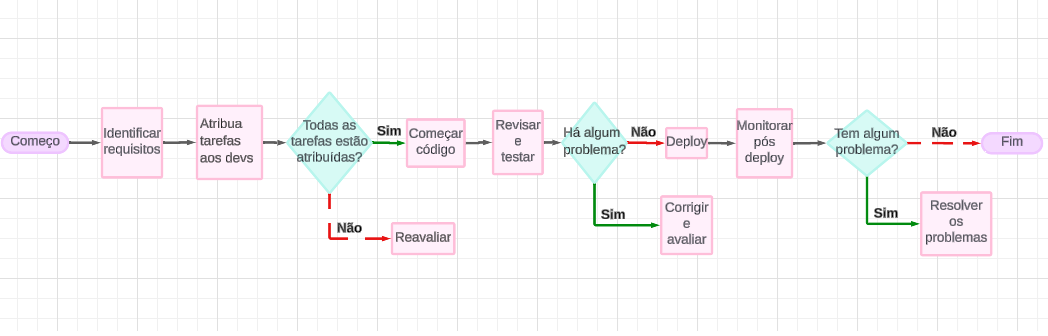 Começo
Identificar
requisitos
Atribua
tarefas
aos devs
Todas as
tarefas estão
atribuídas?
Sim
Não
Reavaliar
Começar
código
Revisar
e
testar
Há algum
problema?
Não
Sim
Corrigir
e
avaliar
Deploy
Monitorar
pós
deploy
Tem algum
problema?
Não
Sim
Resolver
os
problemas
Fim